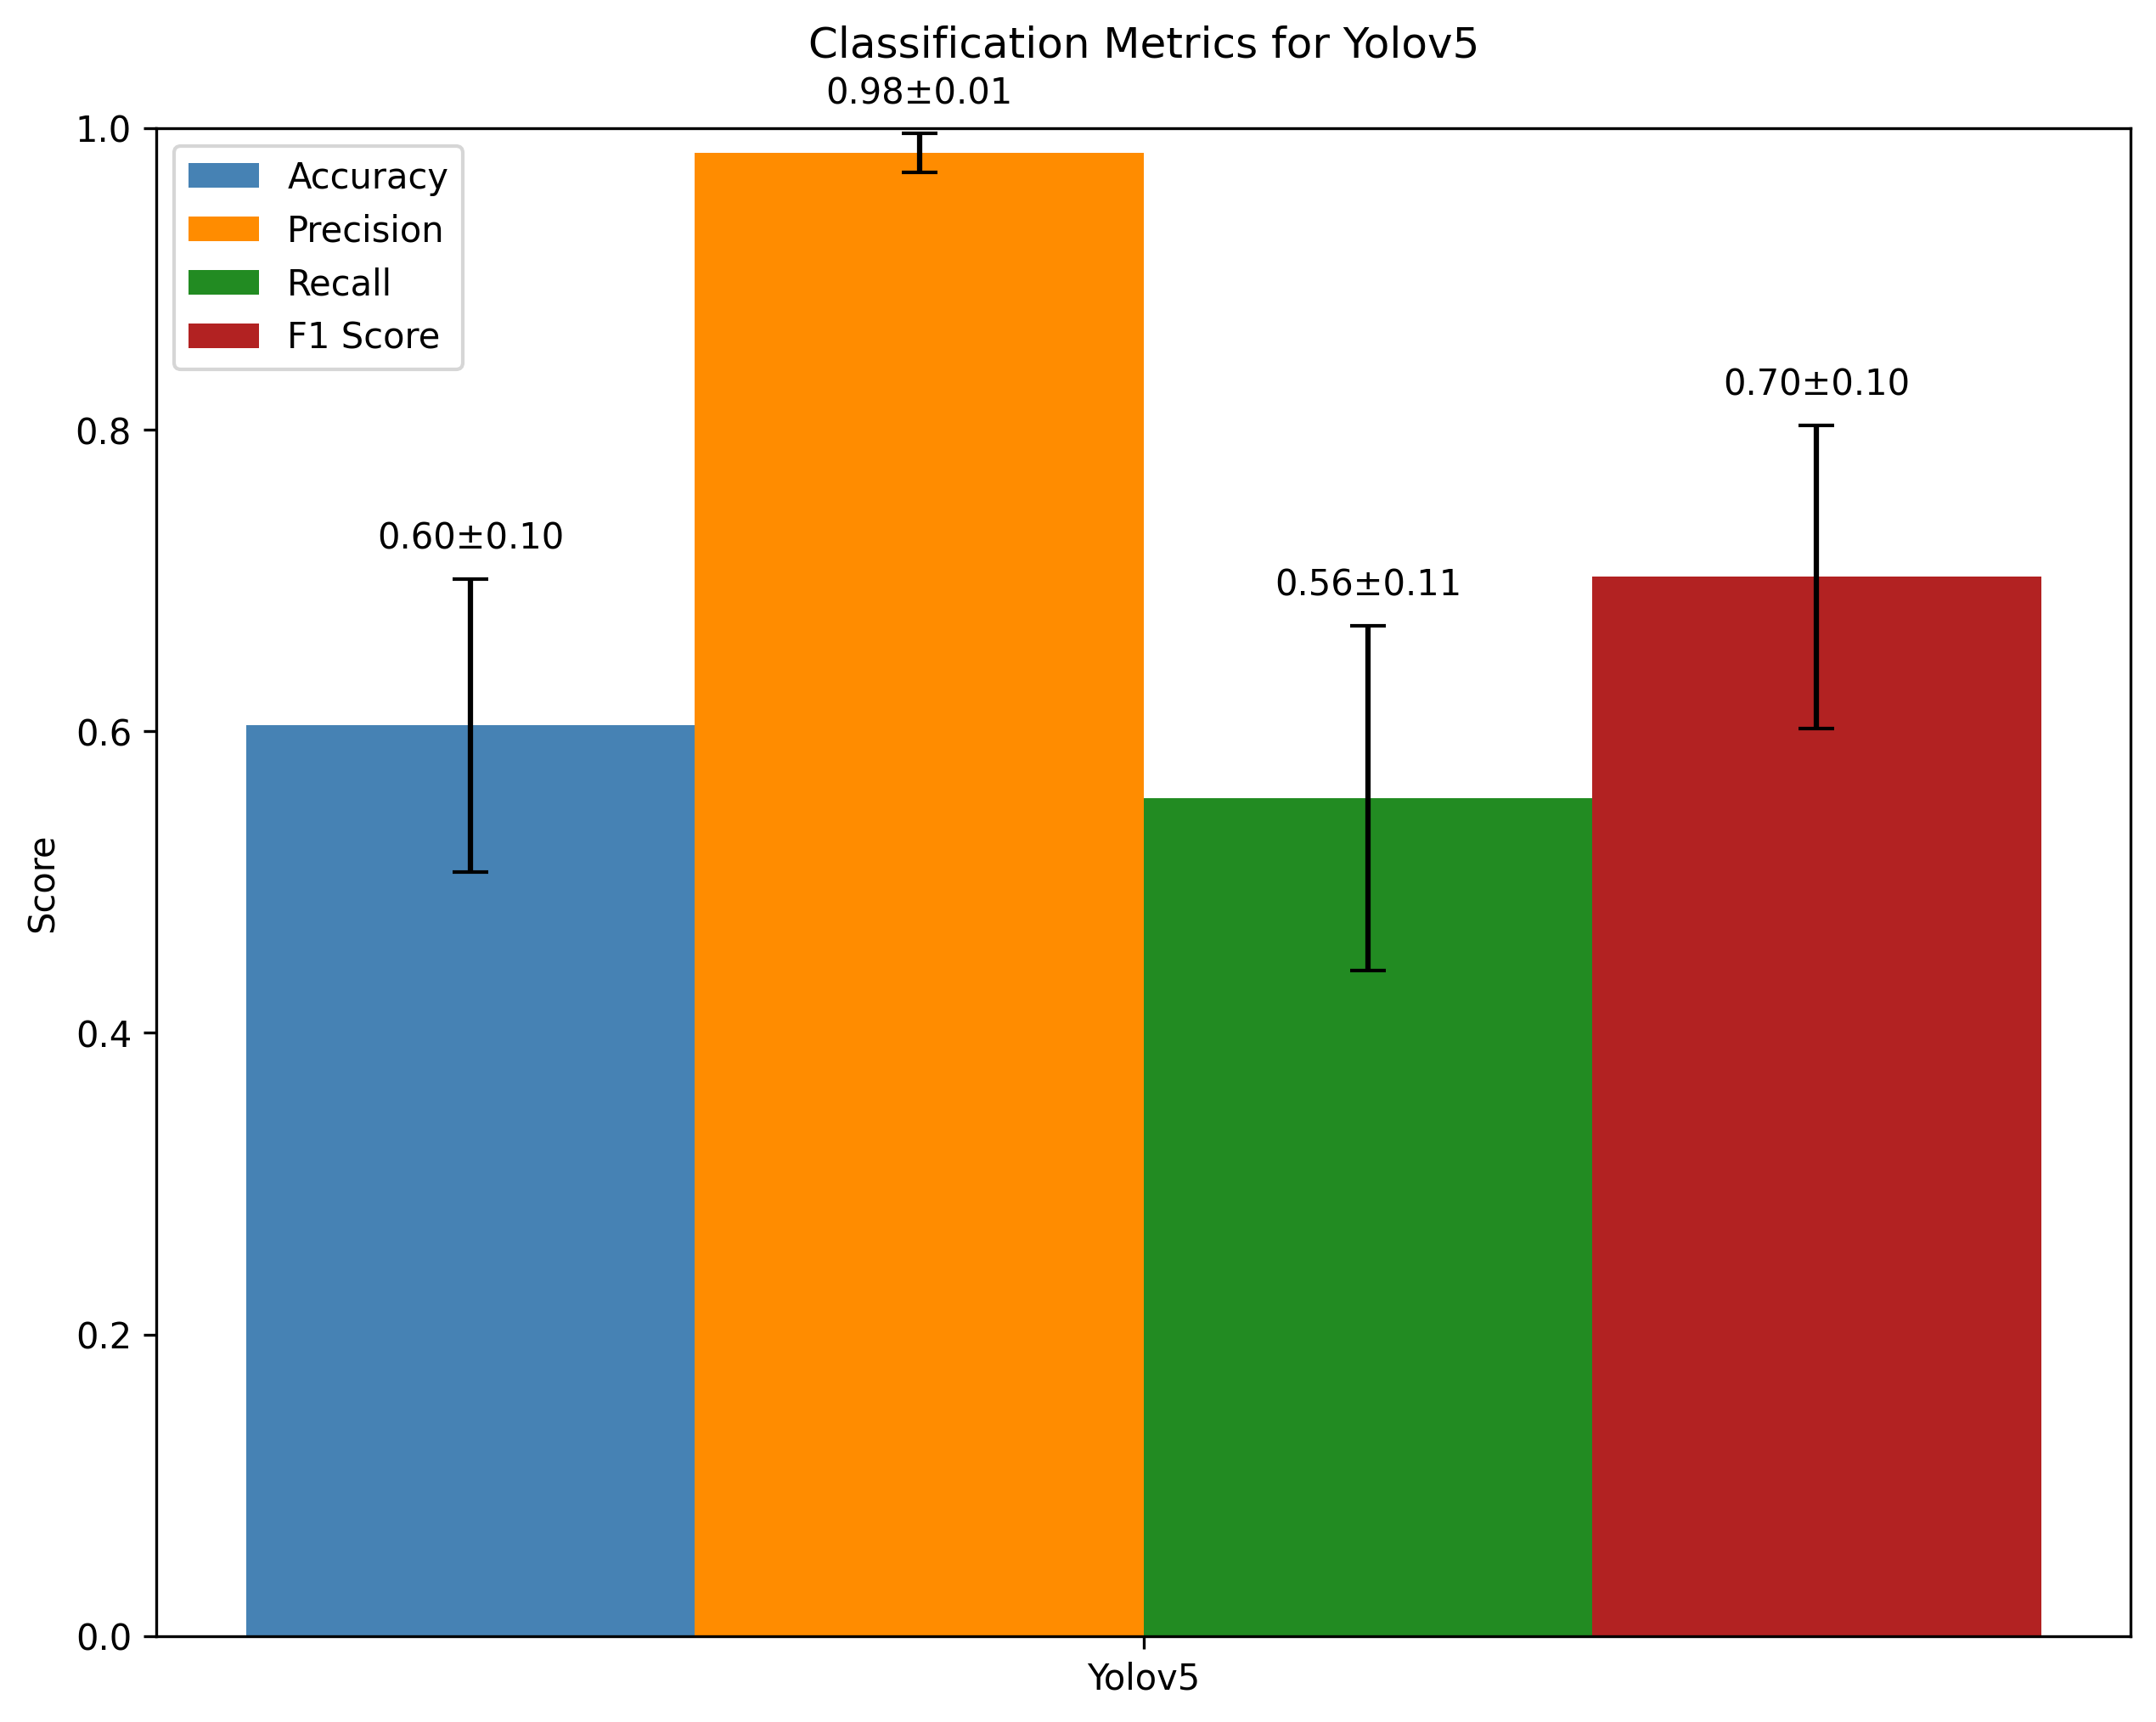 Classification Metrics for Yolov5
0.98±0.01
1.0
Accuracy
Precision
Recall
F1 Score
0.70±0.10
0.8
0.60±0.10
0.56±0.11
0.6
Score
0.4
0.2
0.0
Yolov5